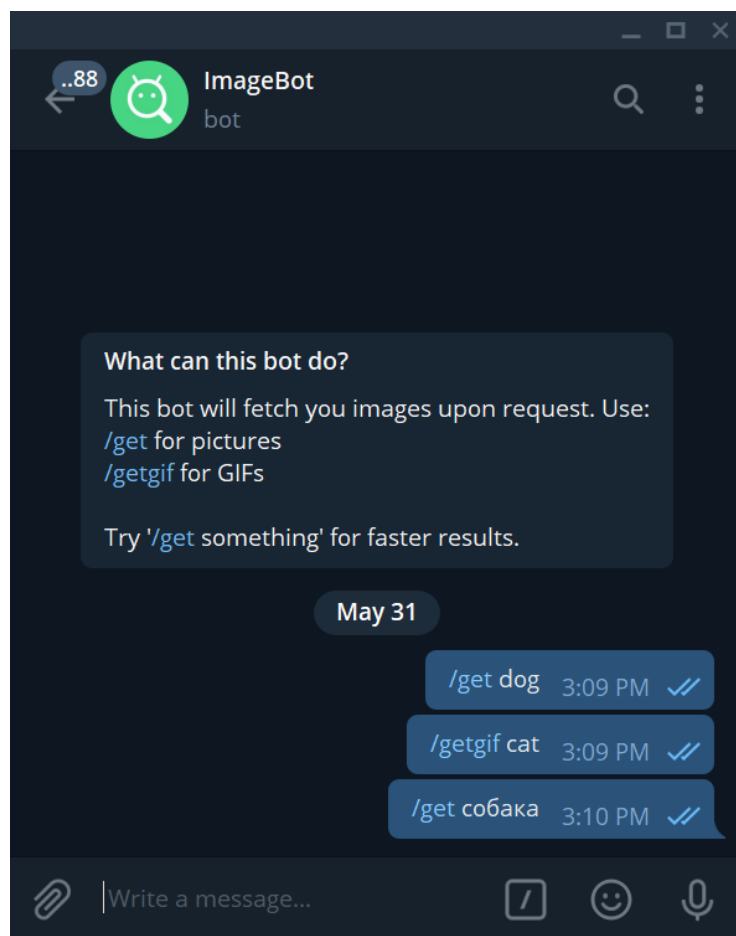 ..88
ImageBot
bot
What can this bot do?
This bot will fetch you images upon request. Use:
/get for pictures
/getgif for GIFs
Try '/get something' for faster results.
May 31
/get dog 3:09 PM
/getgif cat 3:09 PM
/get собака 3:10 PM
Write a message...